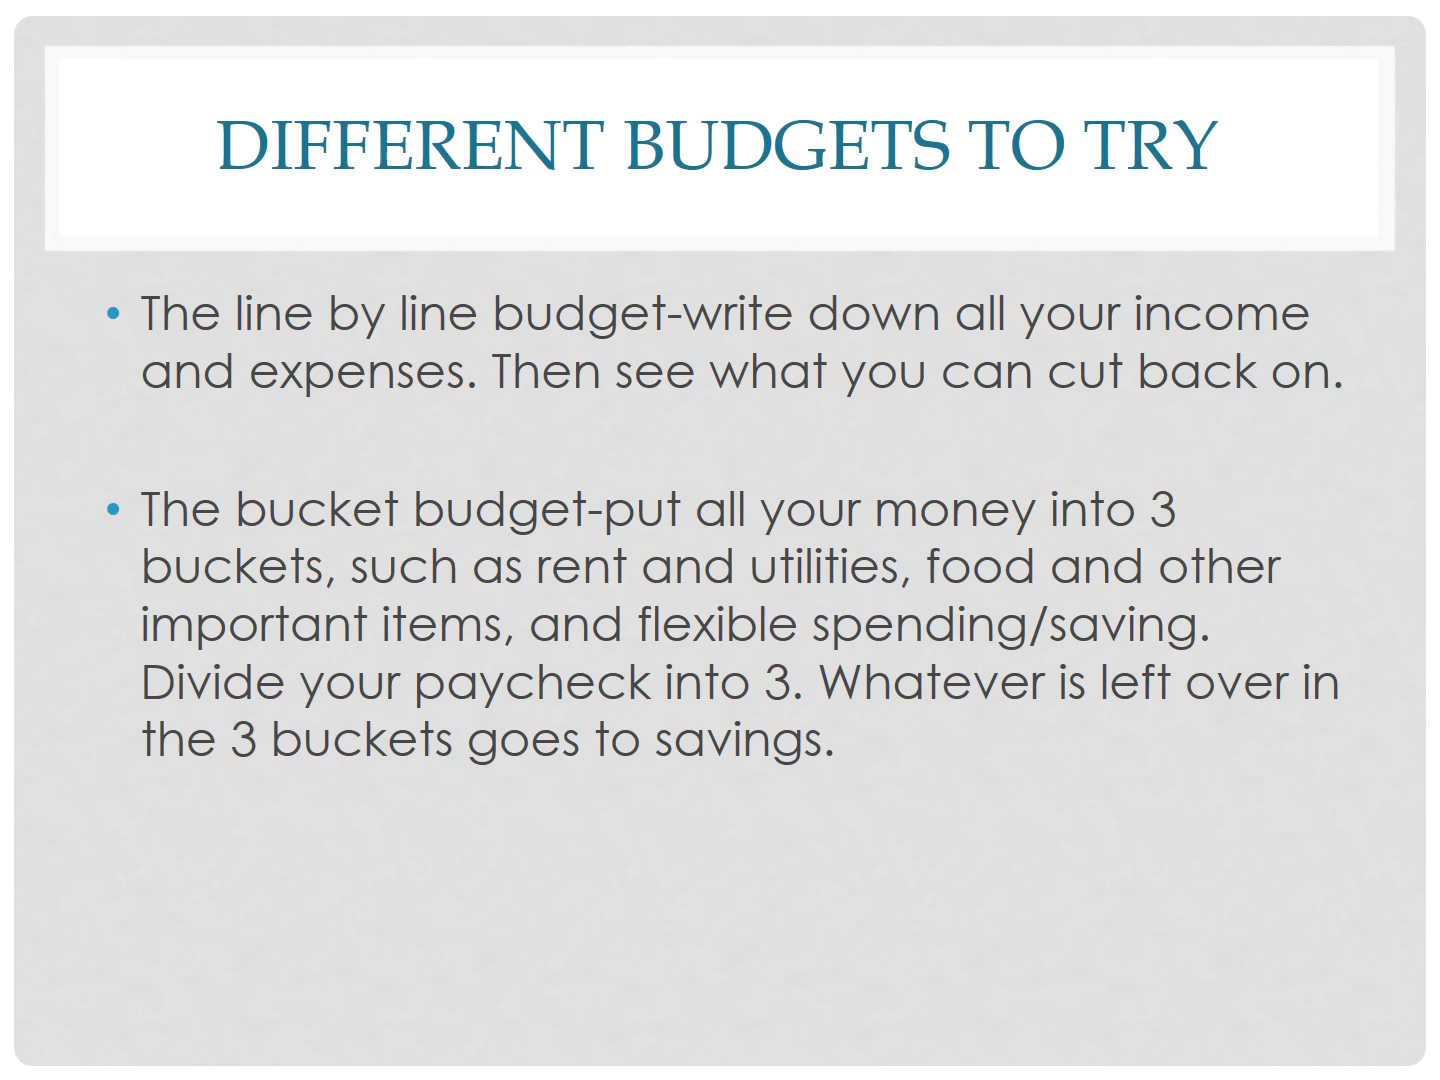 DIFFERENT BUDGETS TO TRY
• The line by line budget-write down all your income
and expenses. Then see what you can cut back on.
• The bucket budget-put all your money into 3
buckets, such as rent and utilities, food and other
important items, and flexible spending/saving.
Divide your paycheck into 3. Whatever is left over in
the 3 buckets goes to savings.